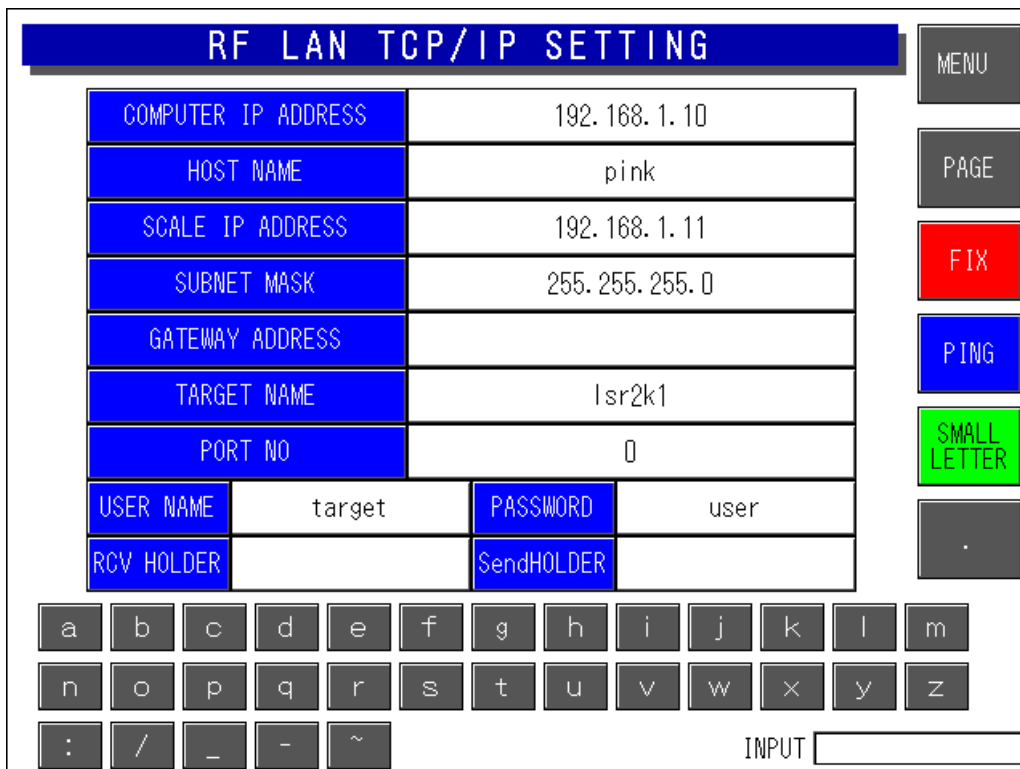 RF LAN TCP/IP SETTING
MENU
COMPUTER IP ADDRESS 192.168.1.10
HOST NAME pink
PAGE
SCALE IP ADDRESS 192.168.1.11
FIX
SUBNET MASK 255.255.255.0
GATEWAY ADDRESS
PING
TARGET NAME lsr2k1
PORT NO 0
SMALL
LETTER
USER NAME target PASSWORD user
.
RCV HOLDER SendHOLDER
a b c d e f g h i j k l m
n o p q r s t u v w x y z
: / _ - ~
INPUT